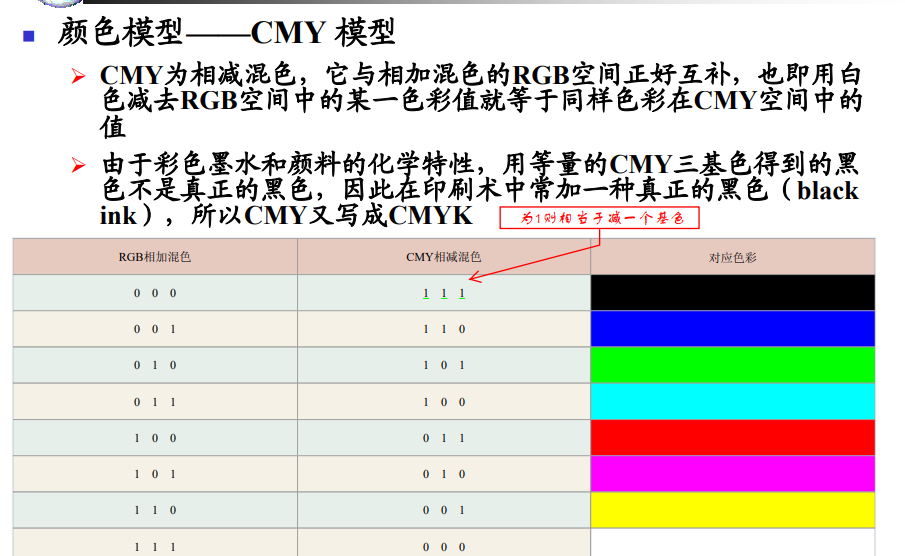 颜色模型——CMY 模型
CMY为相减混色，它与相加混色的RGB空间正好互补，也即用白
色减去RGB空间中的某一色彩值就等于同样色彩在CMY空间中的
值
由于彩色墨水和颜料的化学特性，用等量的CMY三基色得到的黑
色不是真正的黑色，因此在印刷术中常加一种真正的黑色（black
ink），所以CMY又写成CMYK
为1则相当于减一个基色
RGB相加混色 CMY相减混色 对应色彩
0 0 0 1 1 1
0 0 1 1 1 0
0 1 0 1 0 1
0 1 1 1 0 0
1 0 0 0 1 1
1 0 1 0 1 0
1 1 0 0 0 1
1 1 1 0 0 0